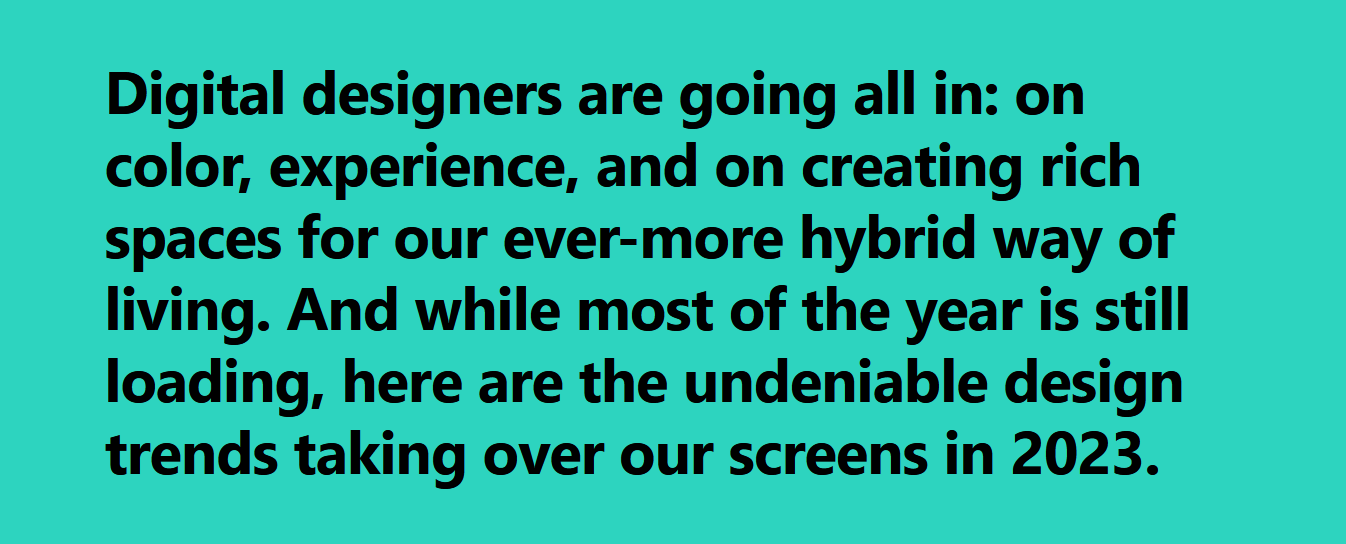 Digital designers are going all in: on
color, experience, and on creating rich
spaces for our ever-more hybrid way of
living. And while most of the year is still
loading, here are the undeniable design
trends taking over our screens in 2023.